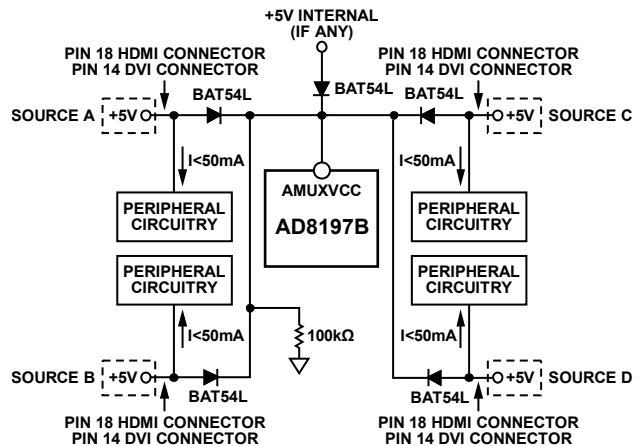 +5V INTERNAL
(IF ANY)
PIN 18 HDMI CONNECTOR
PIN 14 DVI CONNECTOR
PIN 18 HDMI CONNECTOR
PIN 14 DVI CONNECTOR
BAT54L
BAT54L
BAT54L
SOURCE A
+5V
+5V
SOURCE C
I<50mA
I<50mA
PERIPHERAL
CIRCUITRY
AMUXVCC
AD8197B
PERIPHERAL
CIRCUITRY
PERIPHERAL
CIRCUITRY
PERIPHERAL
CIRCUITRY
I<50mA
100kΩ
I<50mA
SOURCE B
+5V
+5V
SOURCE D
BAT54L
BAT54L
PIN 18 HDMI CONNECTOR
PIN 14 DVI CONNECTOR
PIN 18 HDMI CONNECTOR
PIN 14 DVI CONNECTOR